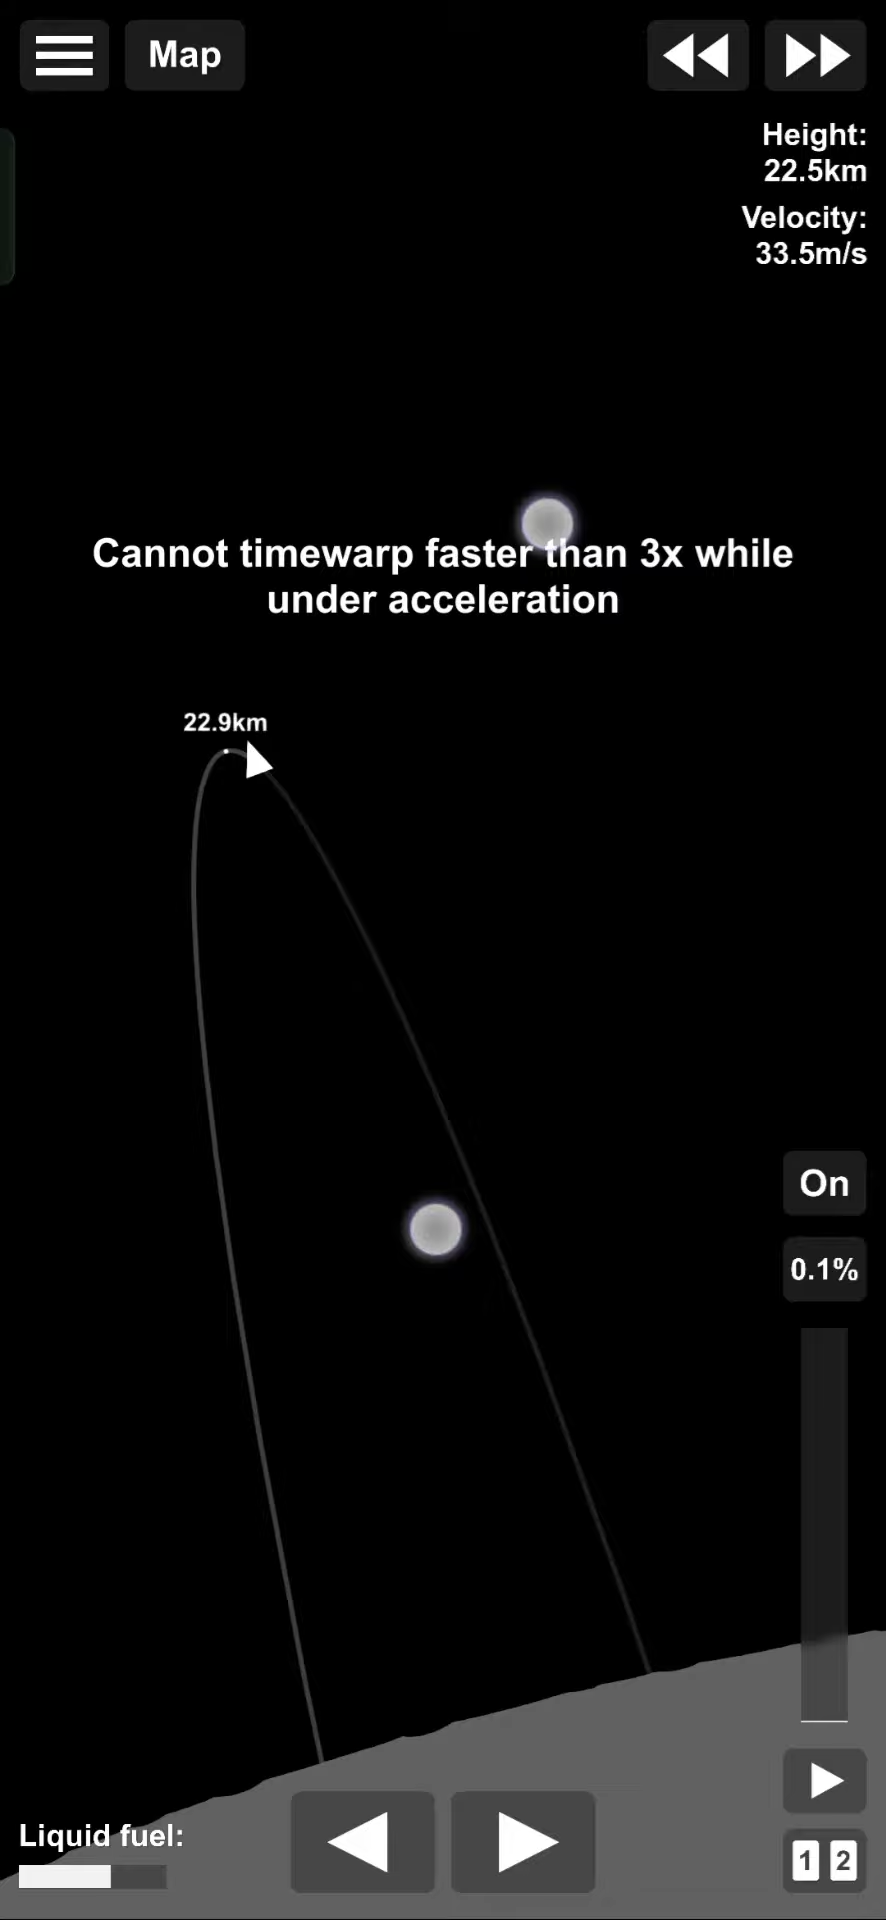 Map
Height:
22.5km
Velocity:
33.5m/s
Cannot timewarp faster than 3x while
under acceleration
22.9km
On
0.1%
Liquid fuel:
1 2